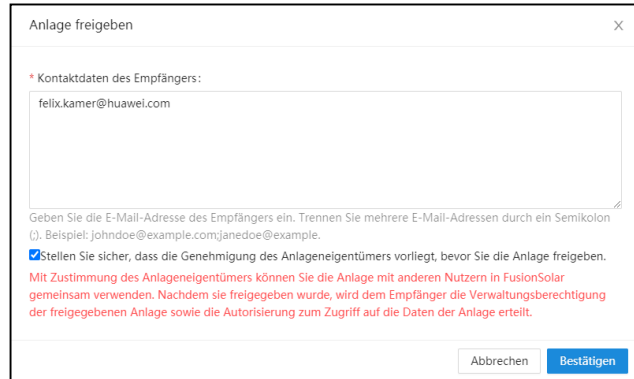 Anlage freigeben
* Kontaktdaten des Empfängers:
felix.kamer@huawei.com
Geben Sie die E-Mail-Adresse des Empfängers ein. Trennen Sie mehrere E-Mail-Adressen durch ein Semikolon
(;). Beispiel: johndoe@example.com;janedoe@example.
Stellen Sie sicher, dass die Genehmigung des Anlageneigentümers vorliegt, bevor Sie die Anlage freigeben.
Mit Zustimmung des Anlageneigentümers können Sie die Anlage mit anderen Nutzern in FusionSolar
gemeinsam verwenden. Nachdem sie freigegeben wurde, wird dem Empfänger die Verwaltungsberechtigung
der freigegebenen Anlage sowie die Autorisierung zum Zugriff auf die Daten der Anlage erteilt.
Abbrechen Bestätigen